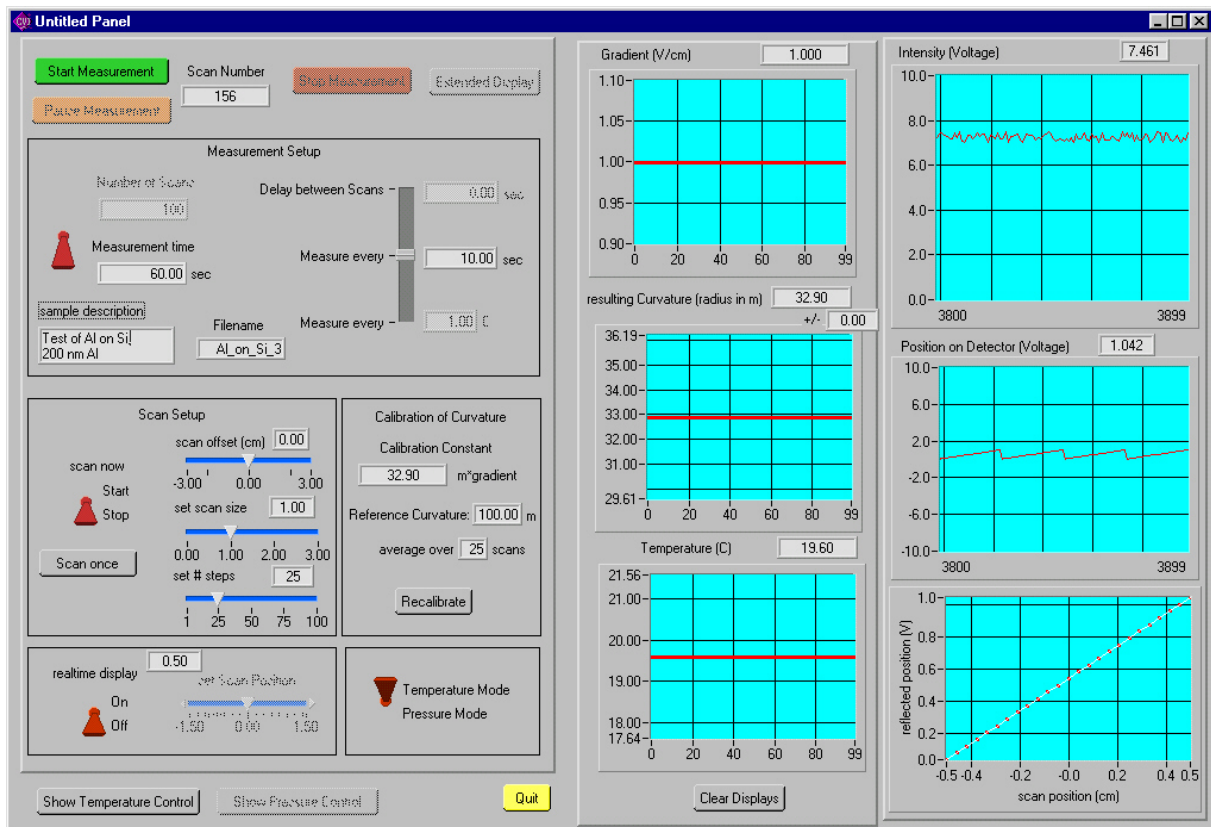 CVI Untitled Panel
Start Measurement
Scan Number
156
Stop Measurement
Extended Display
Pause Measurement
Measurement Setup
Number of Scans
100
Delay between Scans
0.00 sec
Measurement time
60.00 sec
Measure every
10.00 sec
sample description
Test of Al on Si,
200 nm Al
Filename
Al_on_Si_3
Measure every
1.00 C
Scan Setup
scan offset (cm) 0.00
-3.00 0.00 3.00
scan now
Start
Stop
set scan size 1.00
0.00 1.00 2.00 3.00
Scan once
set # steps 25
1 25 50 75 100
Calibration of Curvature
Calibration Constant
32.90 m*gradient
Reference Curvature: 100.00 m
average over 25 scans
Recalibrate
realtime display 0.50
On
Off
set Scan Position
-1.50 0.00 1.50
Temperature Mode
Pressure Mode
Show Temperature Control
Show Pressure Control
Quit
Gradient (V/cm) 1.000
1.10
1.05
1.00
0.95
0.90
0 20 40 60 80 99
resulting Curvature (radius in m) 32.90
+/- 0.00
36.19
35.00
34.00
33.00
32.00
31.00
29.61
0 20 40 60 80 99
Temperature (C) 19.60
21.56
21.00
20.00
19.00
18.00
17.64
0 20 40 60 80 99
Clear Displays
Intensity (Voltage) 7.461
10.0
8.0
6.0
4.0
2.0
0.0
3800 3899
Position on Detector (Voltage) 1.042
10.0
6.0
2.0
-2.0
-6.0
-10.0
3800 3899
reflected position (V)
1.0
0.8
0.6
0.4
0.2
0.0
-0.5 -0.4 -0.2 -0.0 0.2 0.4 0.5
scan position (cm)